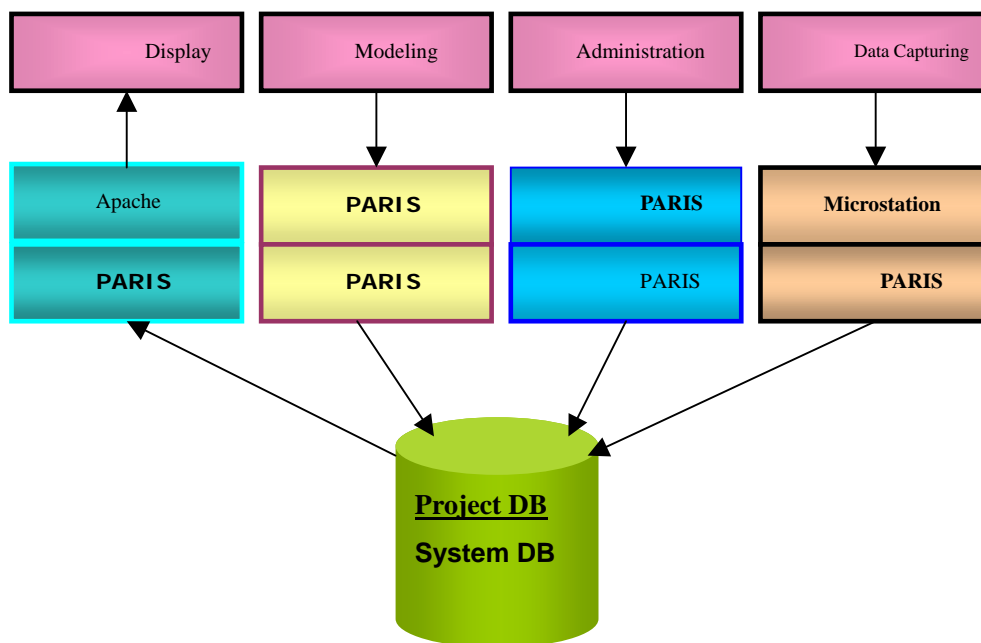 Display
Modeling
Administration
Data Capturing
Apache
PARIS
PARIS
Microstation
PARIS
PARIS
PARIS
PARIS
Project DB
System DB